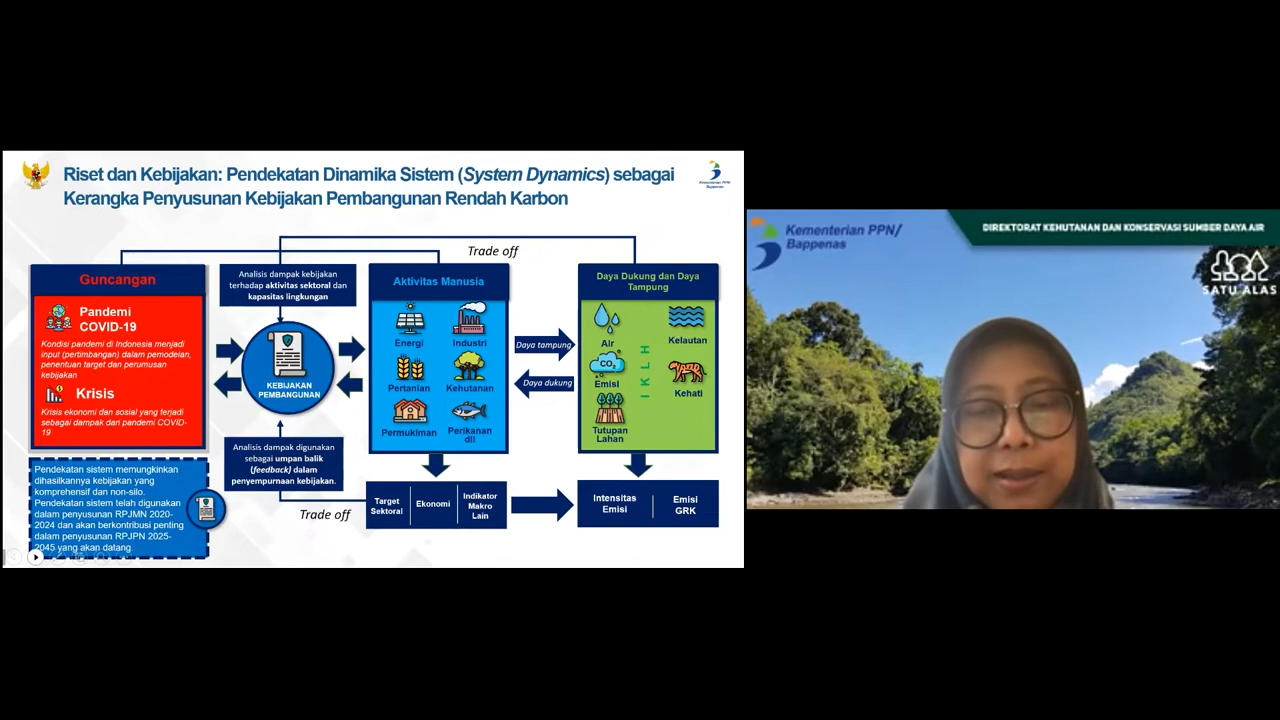 Riset dan Kebijakan: Pendekatan Dinamika Sistem (System Dynamics) sebagai
Kerangka Penyusunan Kebijakan Pembangunan Rendah Karbon
Kementerian PPN/
Bappenas
Trade off
Guncangan
Pandemi
COVID-19
Kondisi pandemi di Indonesia menjadi
input (pertimbangan) dalam pemodelan,
penentuan target dan perumusan
kebijakan
Krisis
Krisis ekonomi dan sosial yang terjadi
sebagai dampak dari pandemi COVID-
19
Pendekatan sistem memungkinkan
dihasilkannya kebijakan yang
komprehensif dan non-silo.
Pendekatan sistem telah digunakan
dalam penyusunan RPJMN 2020-
2024 dan akan berkontribusi penting
dalam penyusunan RPJPN 2025-
2045 yang akan datang.
Analisis dampak kebijakan
terhadap aktivitas sektoral dan
kapasitas lingkungan
KEBIJAKAN
PEMBANGUNAN
Analisis dampak digunakan
sebagai umpan balik
(feedback) dalam
penyempurnaan kebijakan.
Trade off
Aktivitas Manusia
Energi
Industri
Pertanian
Kehutanan
Permukiman
Perikanan
dll
Target
Sektoral
Ekonomi
Indikator
Makro
Lain
Daya tampung
Daya dukung
Daya Dukung dan Daya
Tampung
Air
Kelautan
CO2
Emisi
Kehati
Tutupan
Lahan
IKLH
Intensitas
Emisi
Emisi
GRK
Kementerian PPN/
Bappenas
DIREKTORAT KEHUTANAN DAN KONSERVASI SUMBER DAYA AIR
SATU ALAS